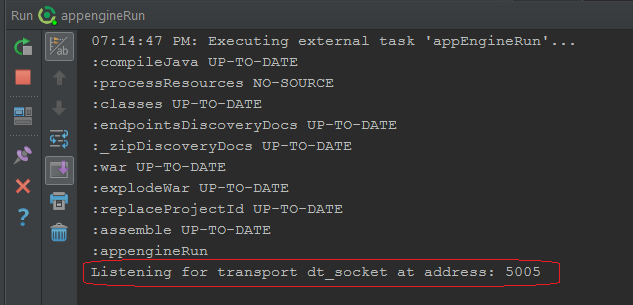 Run appengineRun
07:14:47 PM: Executing external task 'appEngineRun'...
:compileJava UP-TO-DATE
:processResources NO-SOURCE
:classes UP-TO-DATE
:endpointsDiscoveryDocs UP-TO-DATE
:_zipDiscoveryDocs UP-TO-DATE
:war UP-TO-DATE
:explodeWar UP-TO-DATE
:replaceProjectId UP-TO-DATE
:assemble UP-TO-DATE
:appengineRun
Listening for transport dt_socket at address: 5005